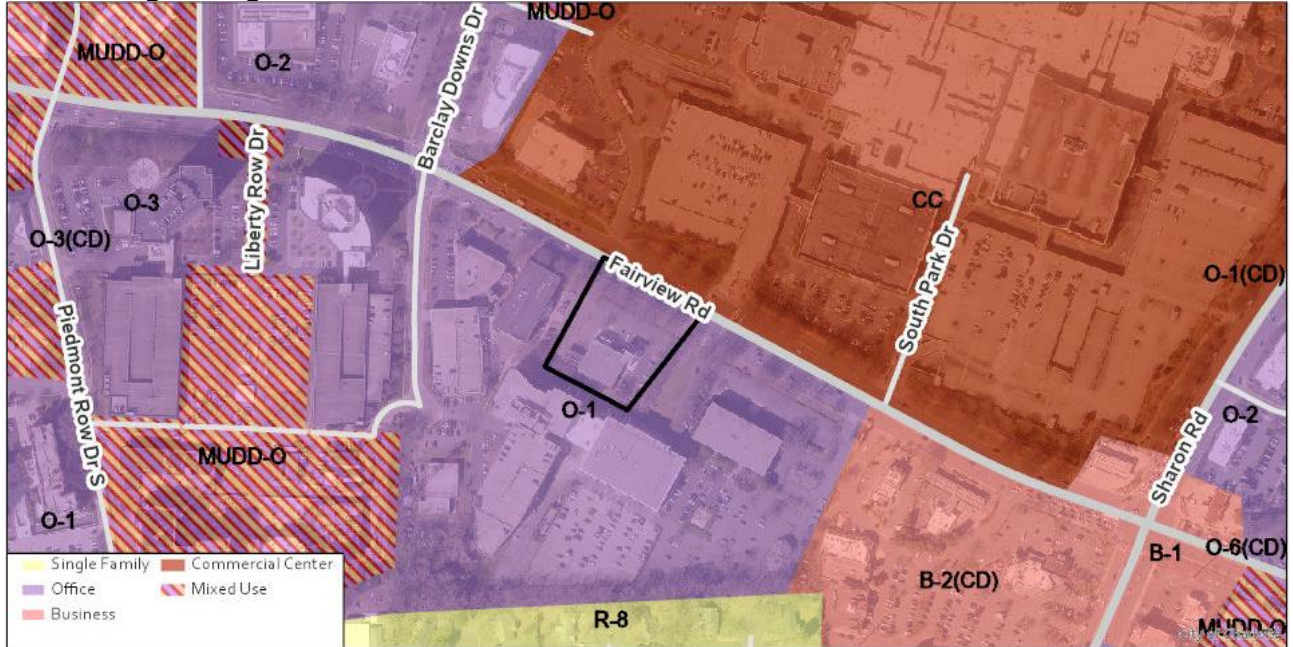 MUDD-O
MUDD-O
O-2
Barclay Downs Dr
Liberty Row Dr
O-3
O-3(CD)
CC
South Park Dr
O-1(CD)
Fairview Rd
Piedmont Row Dr S
O-1
O-2
Sharon Rd
MUDD-O
O-1
B-1
O-6(CD)
B-2(CD)
R-8
MUDD-O
Single Family
Commercial Center
Office
Mixed Use
Business